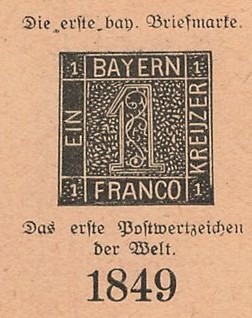 Die erste bay. Briefmarke.
1 BAYERN 1
EIN
1
KREUZER
1 FRANCO 1
Das erste Postwertzeichen
der Welt.
1849